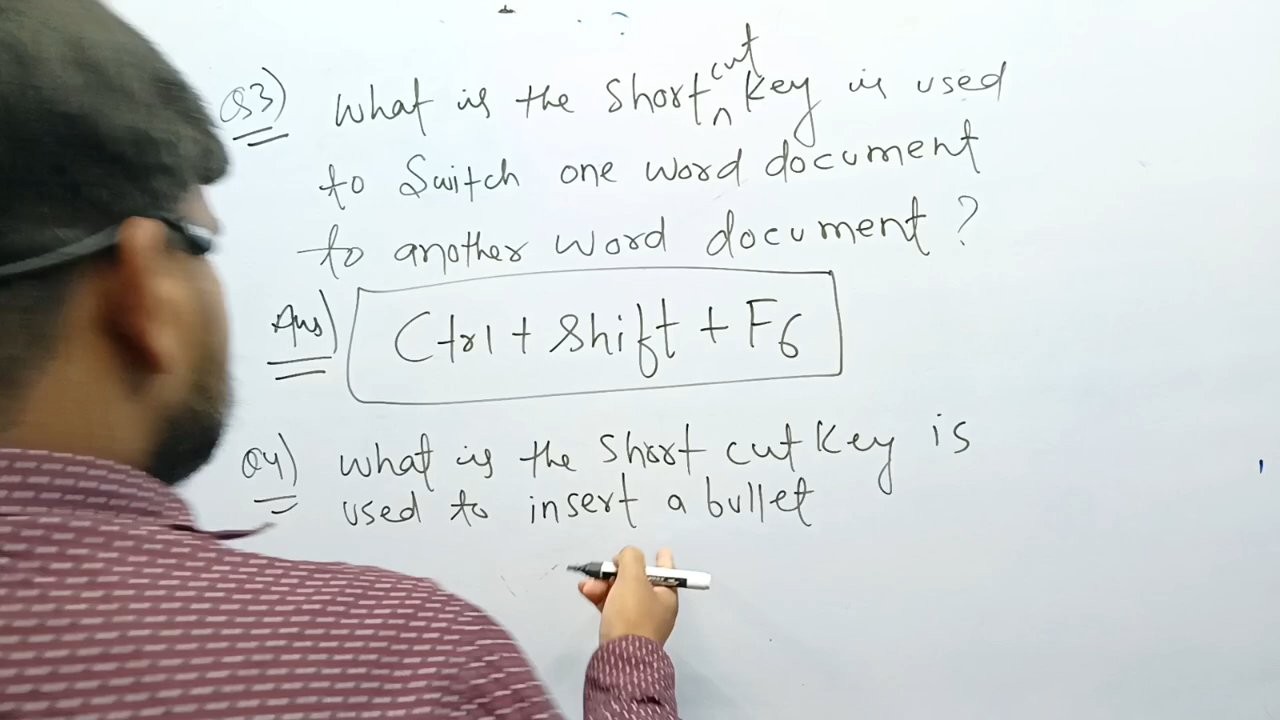 Q3) What is the Short cut key is used
to Switch one word document
to another word document ?
Ans) Ctrl + Shift + F6
Q4) What is the Short cut key is
used to insert a bullet